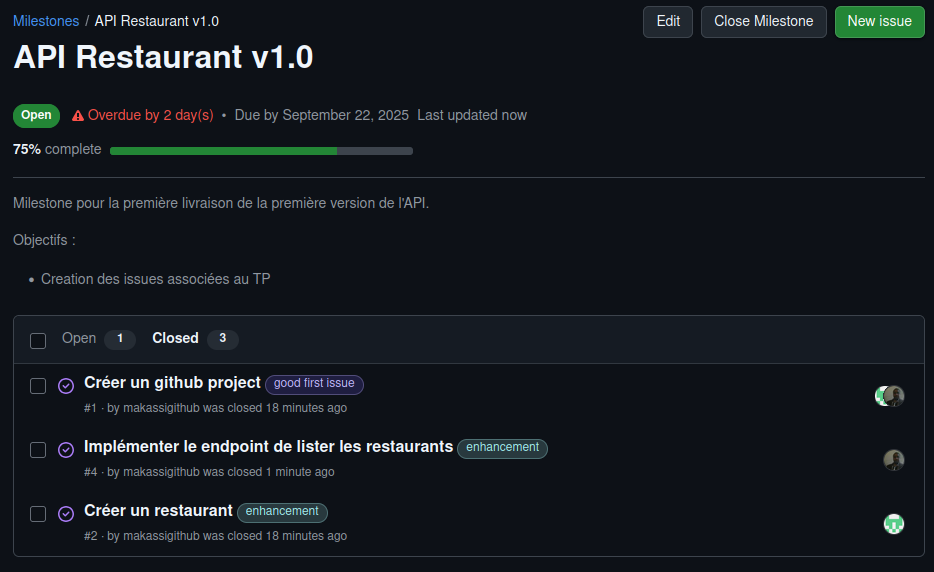 Milestones / API Restaurant v1.0
Edit
Close Milestone
New issue
API Restaurant v1.0
Open Overdue by 2 day(s) • Due by September 22, 2025 Last updated now
75% complete
Milestone pour la première livraison de la première version de l'API.
Objectifs :
• Creation des issues associées au TP
Open 1 Closed 3
Créer un github project good first issue
#1 · by makassigithub was closed 18 minutes ago
Implémenter le endpoint de lister les restaurants enhancement
#4 · by makassigithub was closed 1 minute ago
Créer un restaurant enhancement
#2 · by makassigithub was closed 18 minutes ago